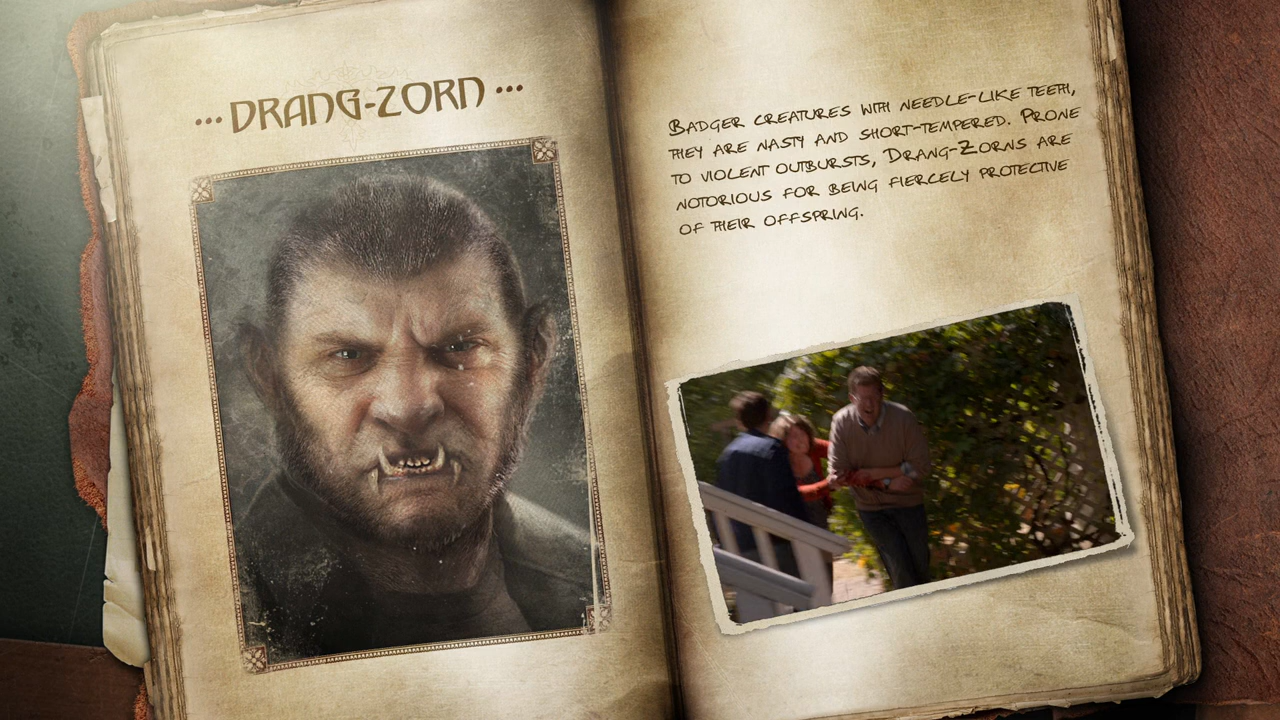 ... DRANG-ZORN ...
BADGER CREATURES WITH NEEDLE-LIKE TEETH,
THEY ARE NASTY AND SHORT-TEMPERED. PRONE
TO VIOLENT OUTBURSTS, DRANG-ZORNS ARE
NOTORIOUS FOR BEING FIERCELY PROTECTIVE
OF THEIR OFFSPRING.